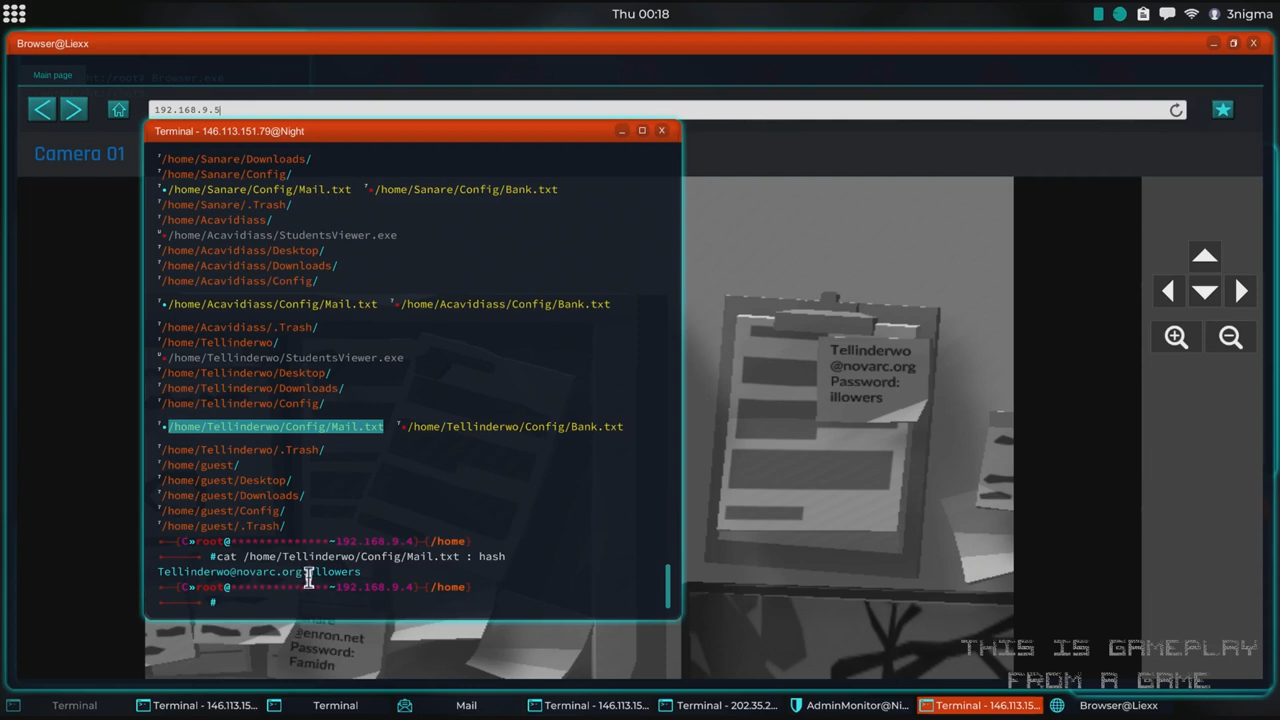 Thu 00:18
3nigma
Browser@Liexx
Main page
192.168.9.5
Camera 01
Terminal - 146.113.151.79@Night
/home/Sanare/Downloads/
/home/Sanare/Config/
/home/Sanare/Config/Mail.txt /home/Sanare/Config/Bank.txt
/home/Sanare/.Trash/
/home/Acavidiass/
/home/Acavidiass/StudentsViewer.exe
/home/Acavidiass/Desktop/
/home/Acavidiass/Downloads/
/home/Acavidiass/Config/
/home/Acavidiass/Config/Mail.txt /home/Acavidiass/Config/Bank.txt
/home/Acavidiass/.Trash/
/home/Tellinderwo/
/home/Tellinderwo/StudentsViewer.exe
/home/Tellinderwo/Desktop/
/home/Tellinderwo/Downloads/
/home/Tellinderwo/Config/
/home/Tellinderwo/Config/Mail.txt /home/Tellinderwo/Config/Bank.txt
/home/Tellinderwo/.Trash/
/home/guest/
/home/guest/Desktop/
/home/guest/Downloads/
/home/guest/Config/
/home/guest/.Trash/
(C»root@**************~192.168.9.4)-(/home)
#cat /home/Tellinderwo/Config/Mail.txt : hash
Tellinderwo@novarc.org illowers
(C»root@**************~192.168.9.4)-(/home)
#
Tellinderwo
@novarc.org
Password:
illowers
@enron.net
Password:
Famidn
THIS IS GAMEPLAY
FROM A GAME
Terminal
Terminal - 146.113.15...
Terminal
Mail
Terminal - 146.113.15...
Terminal - 202.35.2...
AdminMonitor@Ni...
Terminal - 146.113.15...
Browser@Liexx